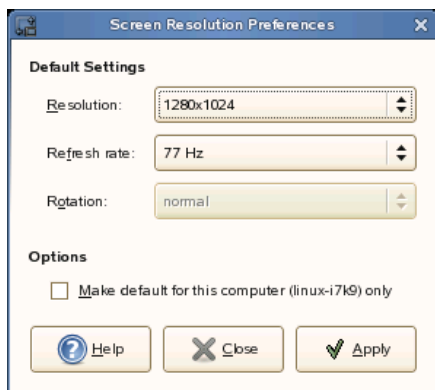 Screen Resolution Preferences
Default Settings
Resolution: 1280x1024
Refresh rate: 77 Hz
Rotation: normal
Options
Make default for this computer (linux-i7k9) only
Help Close Apply